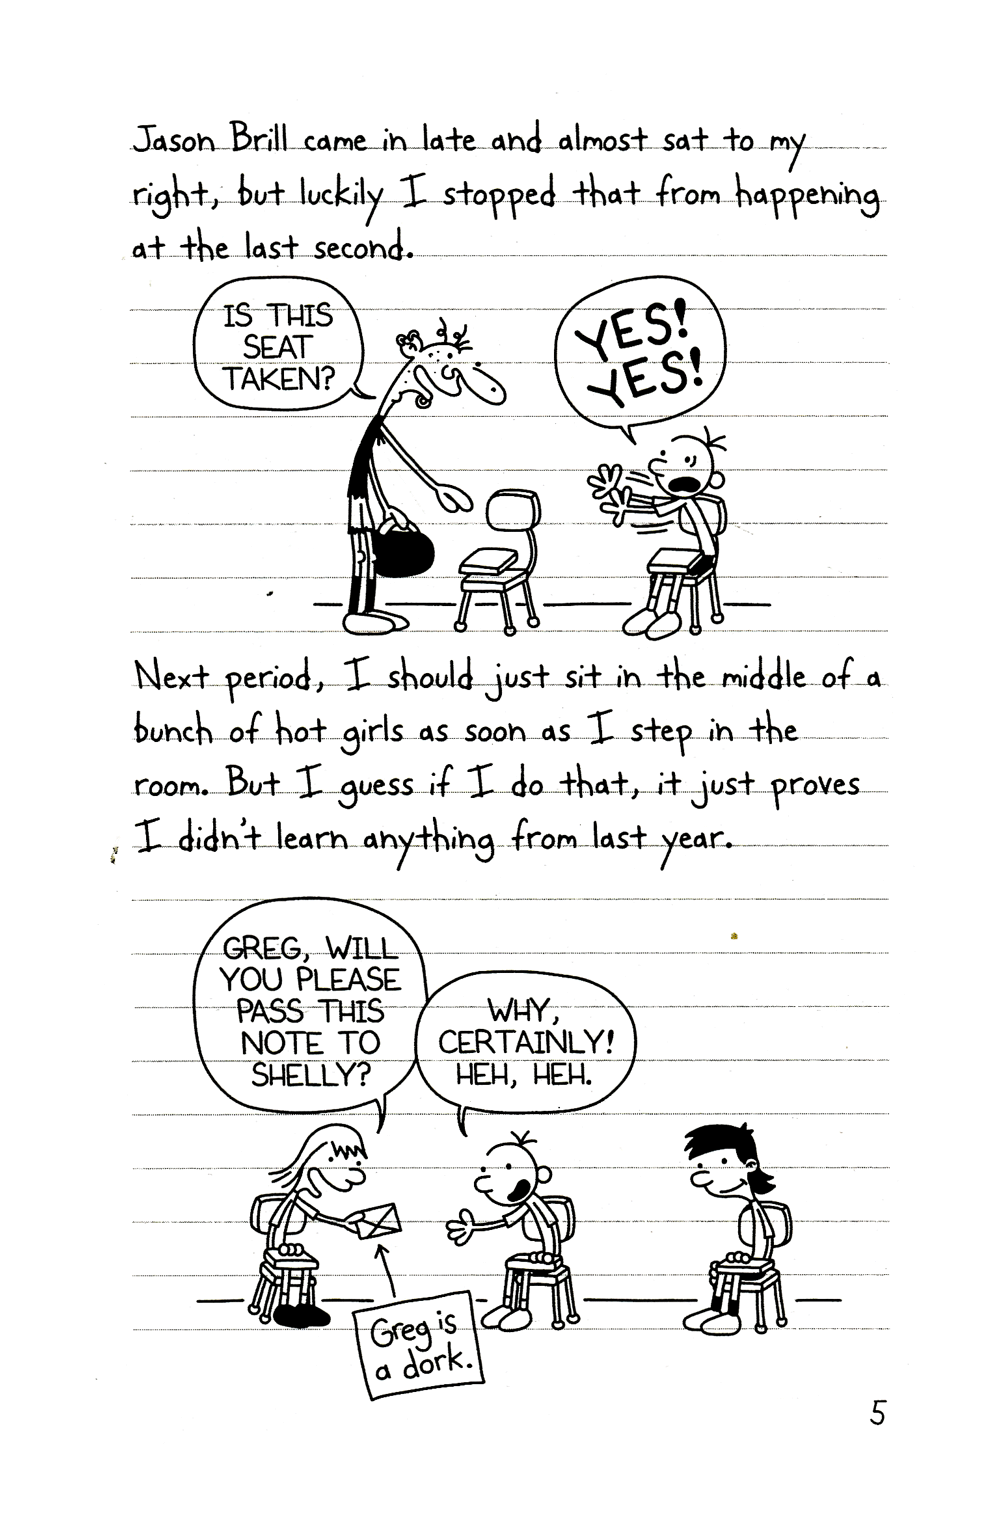 Jason Brill came in late and almost sat to my
right, but luckily I stopped that from happening
at the last second.
IS THIS
SEAT
TAKEN?
YES!
YES!
Next period, I should just sit in the middle of a
bunch of hot girls as soon as I step in the
room. But I guess if I do that, it just proves
I didn't learn anything from last year.
GREG, WILL
YOU PLEASE
PASS THIS
NOTE TO
SHELLY?
WHY,
CERTAINLY!
HEH, HEH.
Greg is
a dork.
5